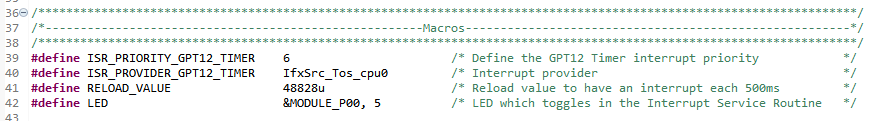 36 /*********************************************************************************************************************/
37 /*------------------------------------------------------Macros-------------------------------------------------------*/
38 /*********************************************************************************************************************/
39 #define ISR_PRIORITY_GPT12_TIMER    6                       /* Define the GPT12 Timer interrupt priority            */
40 #define ISR_PROVIDER_GPT12_TIMER    IfxSrc_Tos_cpu0         /* Interrupt provider                                   */
41 #define RELOAD_VALUE                48828u                  /* Reload value to have an interrupt each 500ms         */
42 #define LED                         &MODULE_P00, 5          /* LED which toggles in the Interrupt Service Routine   */
43